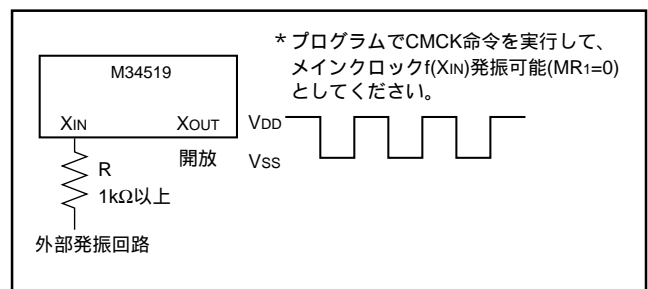 * プログラムでCMCK命令を実行して、
メインクロックf(XIN)発振可能(MR1=0)
としてください。
M34519
XIN XOUT
開放
R
1kΩ以上
外部発振回路
VDD
VSS